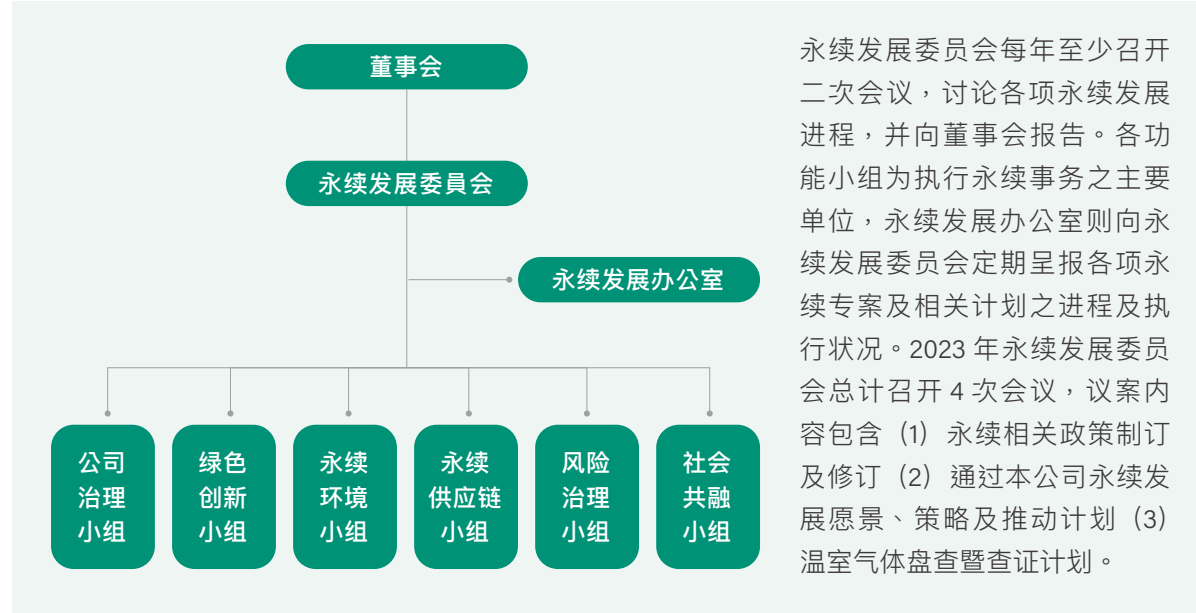 董事会
永续发展委員会
永续发展办公室
公司
治理
小组
绿色
创新
小组
永续
环境
小组
永续
供应链
小组
风险
治理
小组
社会
共融
小组
永续发展委员会每年至少召开
二次会议，讨论各项永续发展
进程，并向董事会报告。各功
能小组为执行永续事务之主要
单位，永续发展办公室则向永
续发展委员会定期呈报各项永
续专案及相关计划之进程及执
行状况。2023 年永续发展委员
会总计召开 4 次会议，议案内
容包含（1）永续相关政策制订
及修订（2）通过本公司永续发
展愿景、策略及推动计划（3）
温室气体盘查暨查证计划。